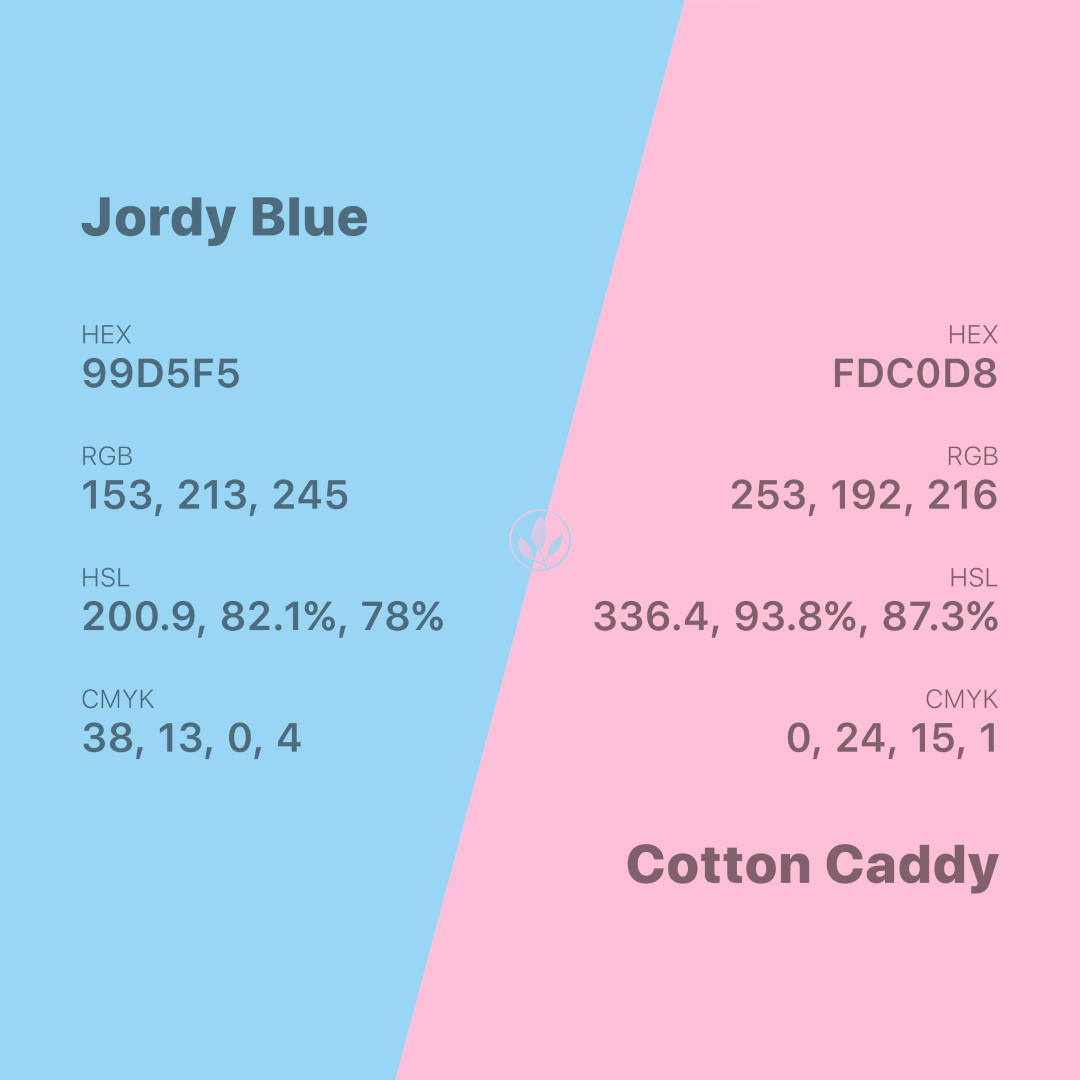 Jordy Blue
HEX
99D5F5
RGB
153, 213, 245
HSL
200.9, 82.1%, 78%
CMYK
38, 13, 0, 4
HEX
FDC0D8
RGB
253, 192, 216
HSL
336.4, 93.8%, 87.3%
CMYK
0, 24, 15, 1
Cotton Caddy